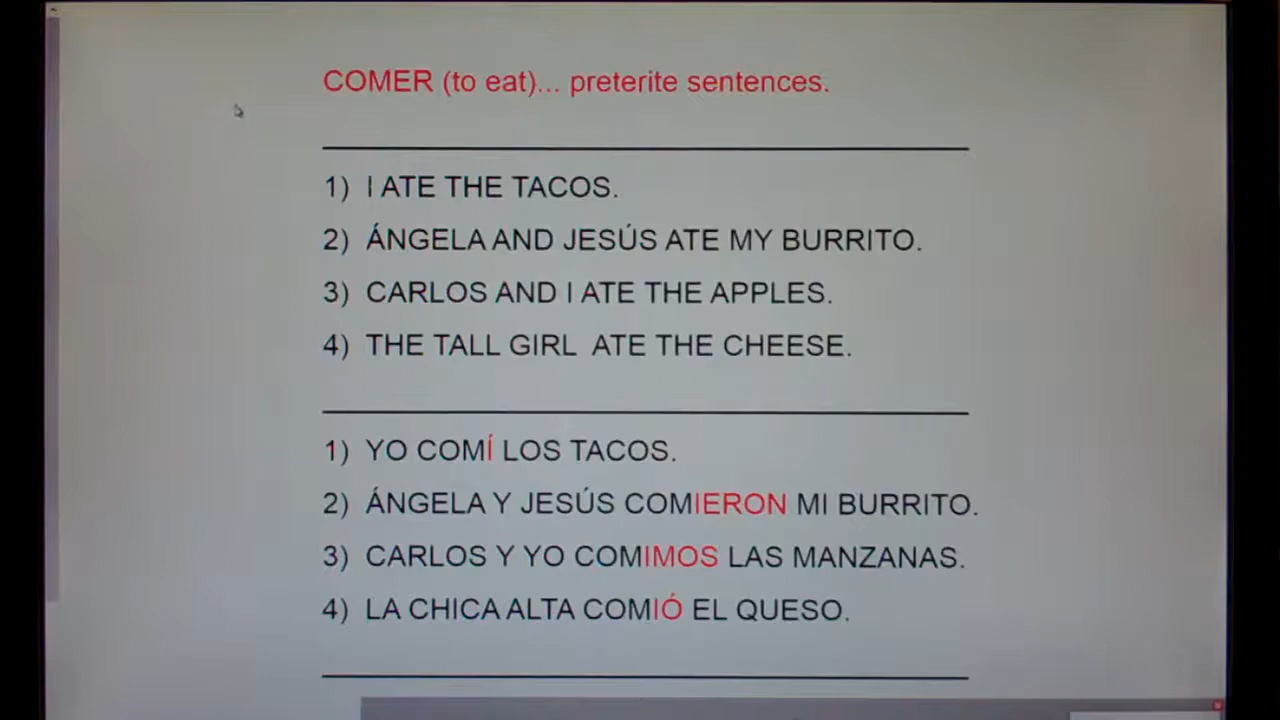 COMER (to eat)... preterite sentences.
1) I ATE THE TACOS.
2) ÁNGELA AND JESÚS ATE MY BURRITO.
3) CARLOS AND I ATE THE APPLES.
4) THE TALL GIRL ATE THE CHEESE.
1) YO COMÍ LOS TACOS.
2) ÁNGELA Y JESÚS COMIERON MI BURRITO.
3) CARLOS Y YO COMIMOS LAS MANZANAS.
4) LA CHICA ALTA COMIÓ EL QUESO.